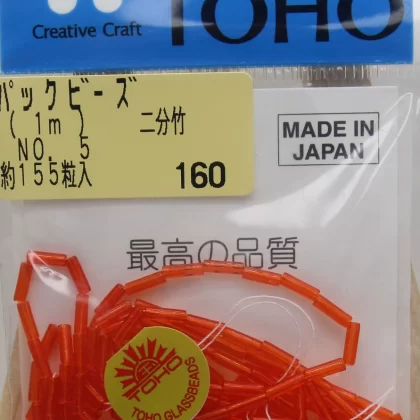 Creative Craft
TOHO
パックビーズ
(1m) 二分竹
NO. 5
約155粒入 160
MADE IN
JAPAN
最高の品質
TOHO
TOHO GLASSBEADS